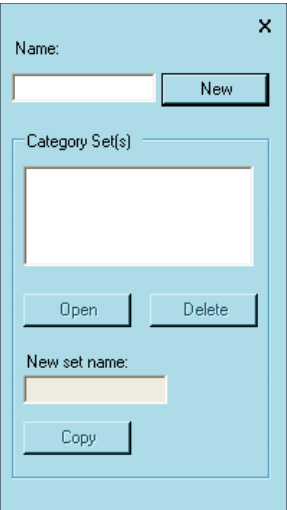 X
Name:
New
Category Set(s)
Open
Delete
New set name:
Copy